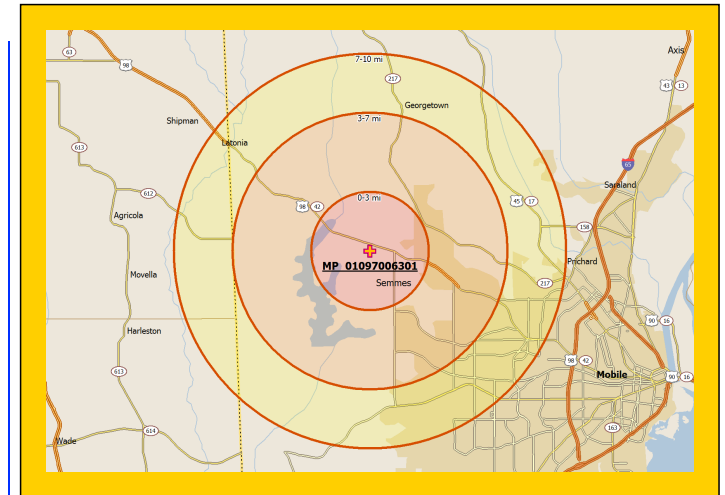 63
98
7-10 mi
217
Axis
43 13
Georgetown
3-7 mi
Shipman
65
Latonia
613
Saraland
612
0-3 mi
98 42
45 17
Agricola
158
MP 01097006301
Prichard
Movella
Semmes
217
Harleston
90 16
98 42
613
Mobile
90 16
163
614
Wade